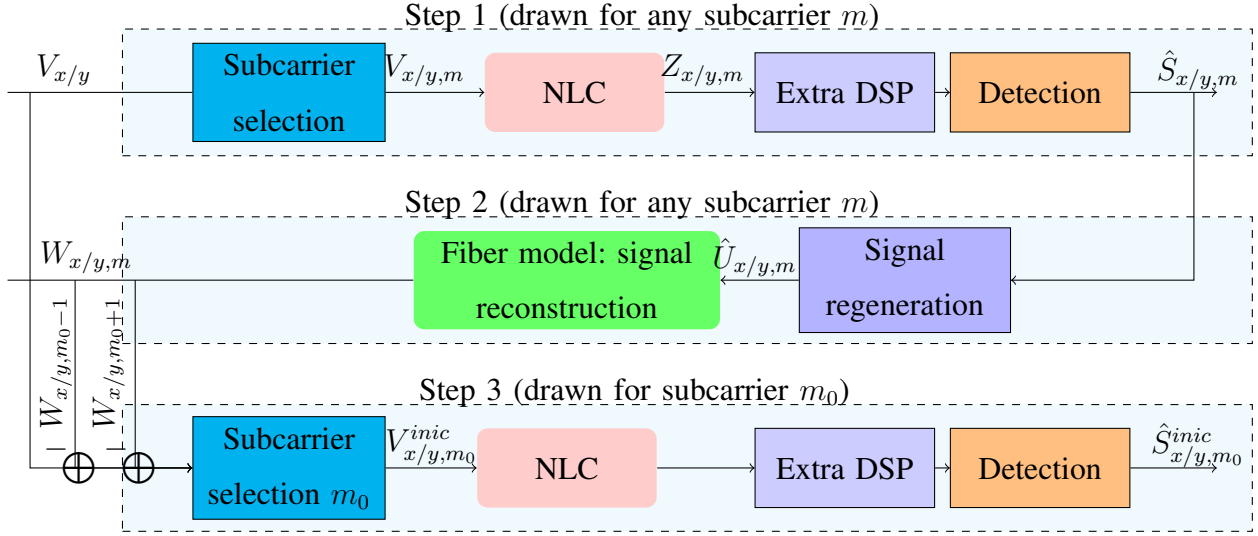 Step 1 (drawn for any subcarrier m)
V_{x/y}
Subcarrier
selection
V_{x/y,m}
NLC
Z_{x/y,m}
Extra DSP
Detection
Ŝ_{x/y,m}
Step 2 (drawn for any subcarrier m)
W_{x/y,m}
Fiber model: signal
reconstruction
Û_{x/y,m}
Signal
regeneration
W_{x/y,m_0−1}
W_{x/y,m_0+1}
Step 3 (drawn for subcarrier m_0)
−
−
Subcarrier
selection m_0
V^{inic}_{x/y,m_0}
NLC
Extra DSP
Detection
Ŝ^{inic}_{x/y,m_0}